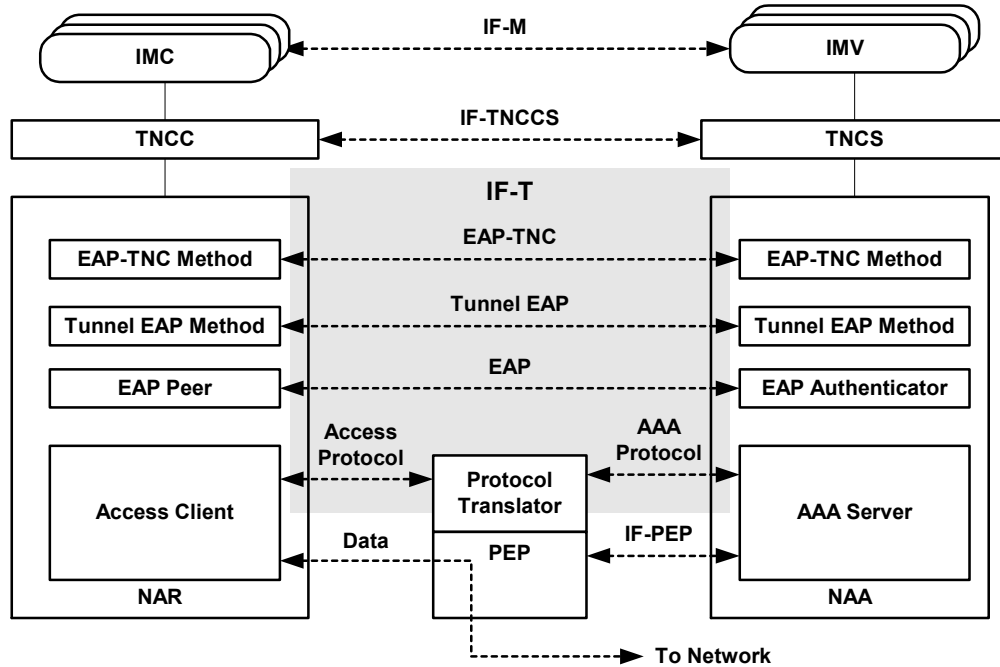 IMC
IF-M
IMV
IF-TNCCS
TNCC
TNCS
IF-T
EAP-TNC
EAP-TNC Method
EAP-TNC Method
Tunnel EAP
Tunnel EAP Method
Tunnel EAP Method
EAP
EAP Peer
EAP Authenticator
Access
Protocol
AAA
Protocol
Access Client
Protocol
Translator
AAA Server
Data
PEP
IF-PEP
NAR
NAA
To Network